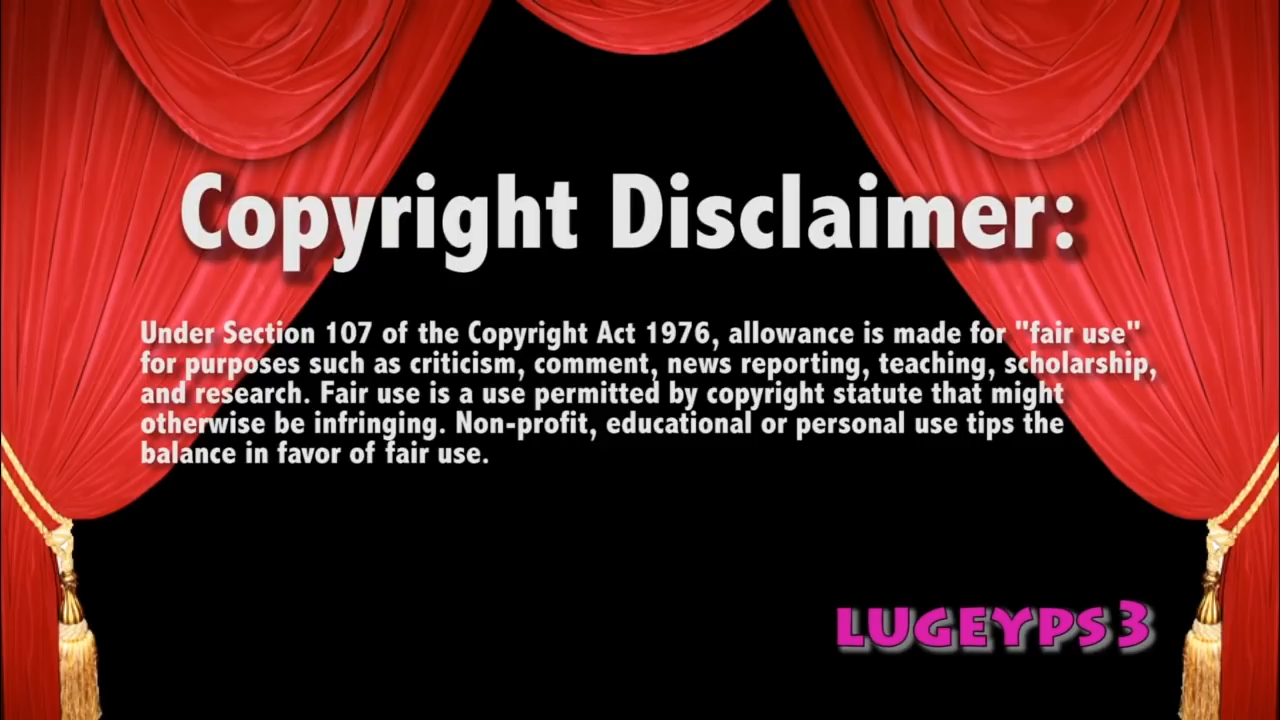 Copyright Disclaimer:
Under Section 107 of the Copyright Act 1976, allowance is made for "fair use"
for purposes such as criticism, comment, news reporting, teaching, scholarship,
and research. Fair use is a use permitted by copyright statute that might
otherwise be infringing. Non-profit, educational or personal use tips the
balance in favor of fair use.
LUGEYPS3